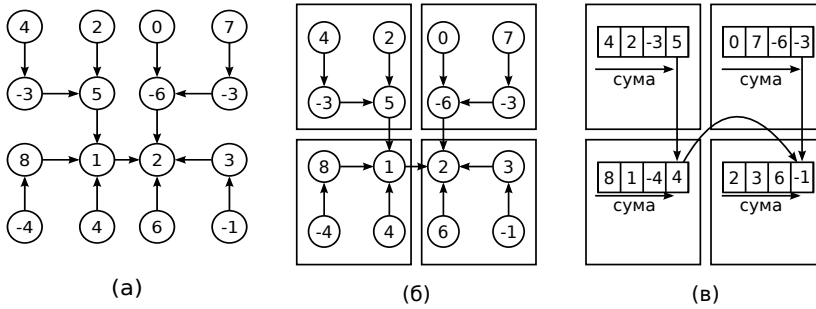 4 2 0 7
-3 5 -6 -3
8 1 2 3
-4 4 6 -1
(а)
4 2 0 7
-3 5 -6 -3
8 1 2 3
-4 4 6 -1
(б)
4 2 -3 5
сума
0 7 -6 -3
сума
8 1 -4 4
сума
2 3 6 -1
сума
(в)